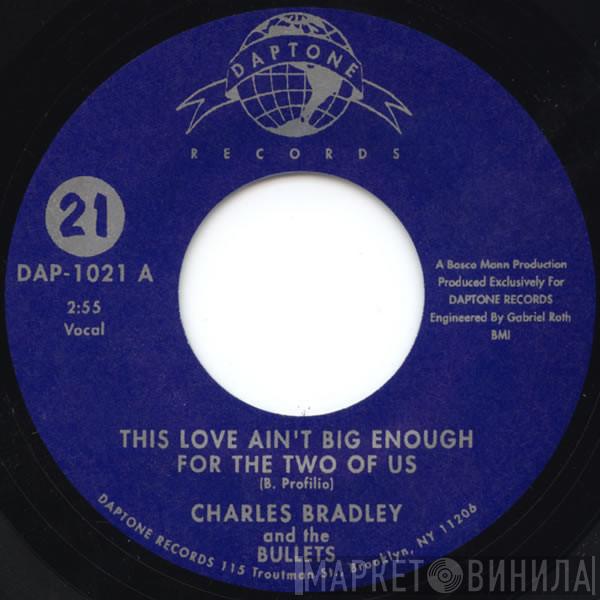 DAPTONE
RECORDS
21
DAP-1021 A
2:55
Vocal
A Bosco Mann Production
Produced Exclusively For
DAPTONE RECORDS
Engineered By Gabriel Roth
BMI
THIS LOVE AIN'T BIG ENOUGH
FOR THE TWO OF US
(B. Profilio)
CHARLES BRADLEY
and the
BULLETS
DAPTONE RECORDS 115 Troutman St. Brooklyn, NY 11206
МАРКЕТ ВИНИЛА